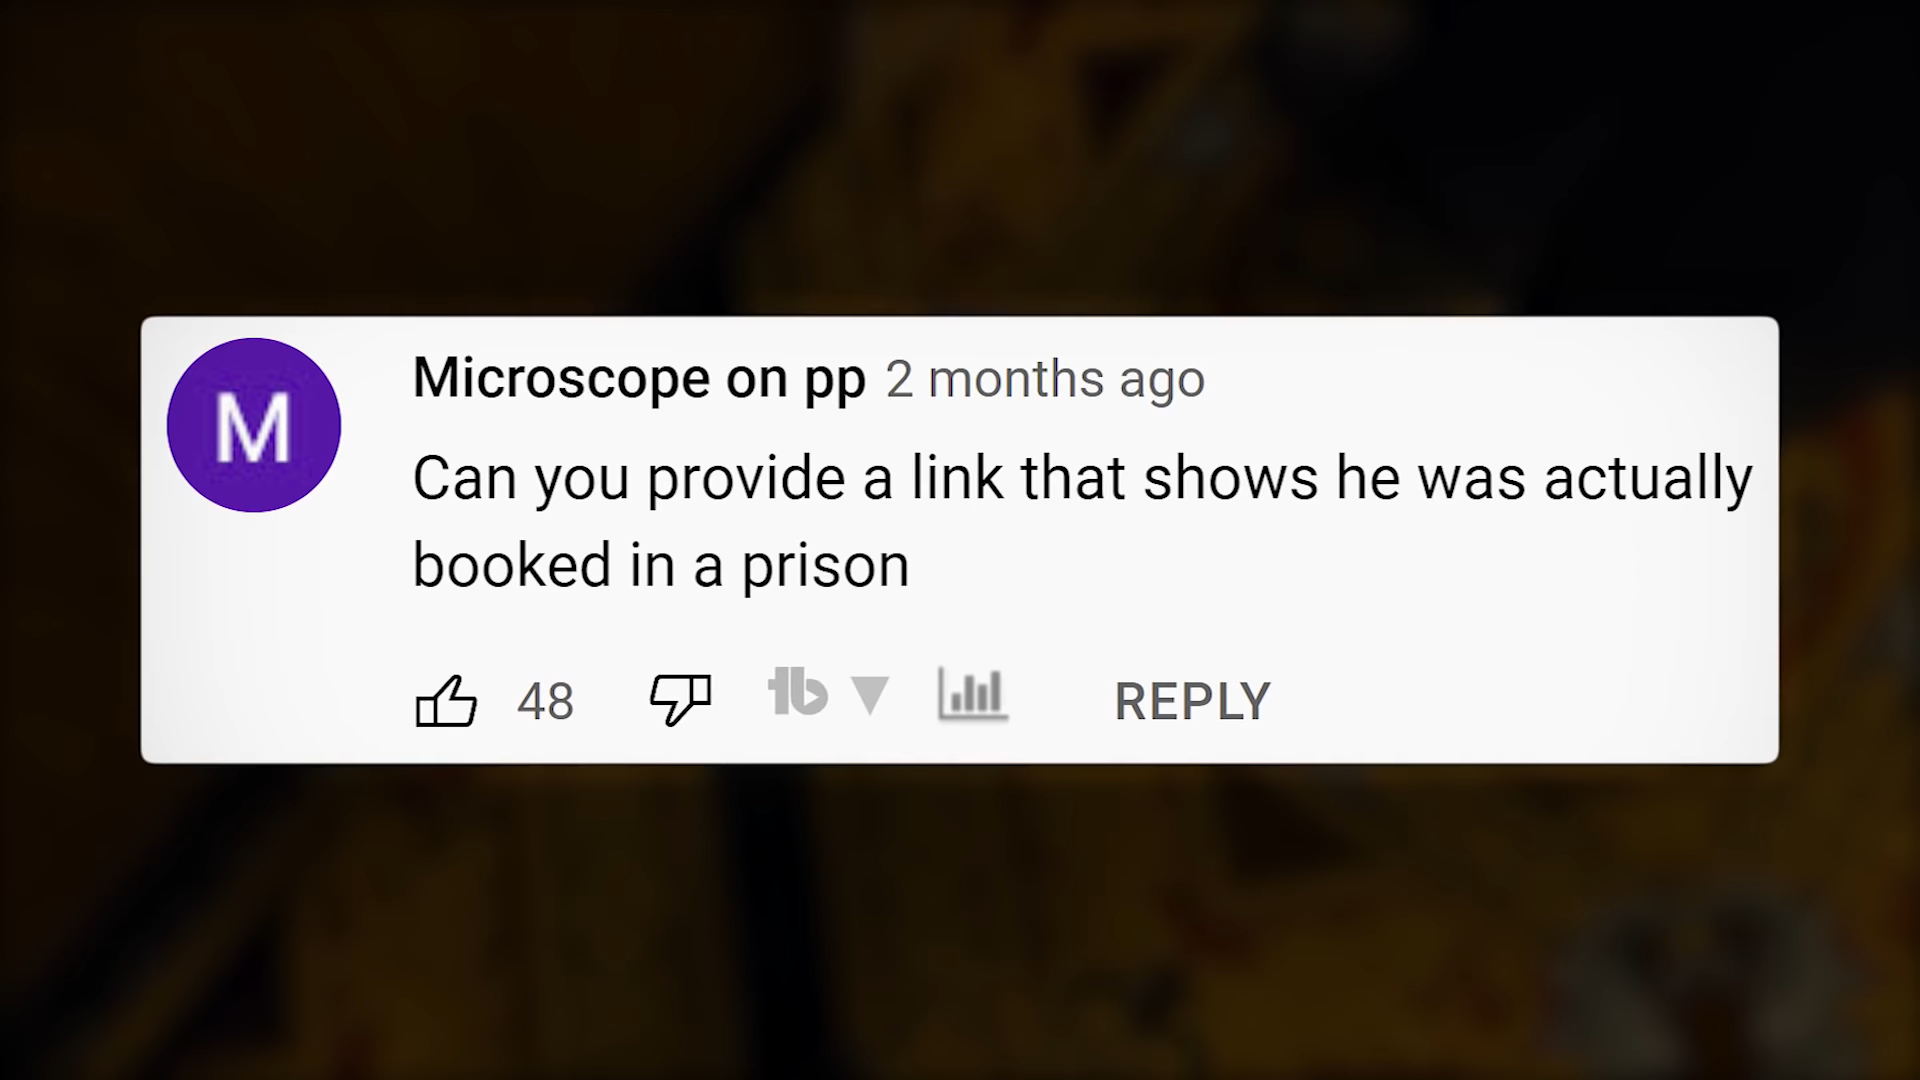 M
Microscope on pp 2 months ago
Can you provide a link that shows he was actually
booked in a prison
48 tb REPLY